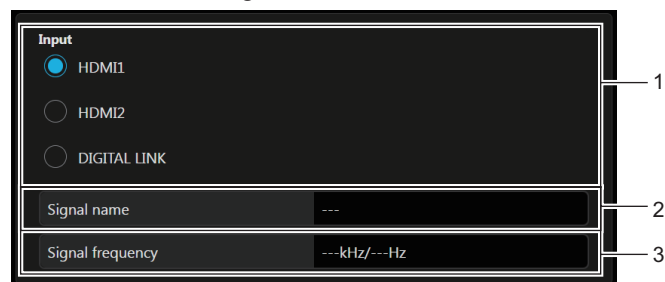 Input
HDMI1
1
HDMI2
DIGITAL LINK
Signal name --- 2
Signal frequency ---kHz/---Hz 3